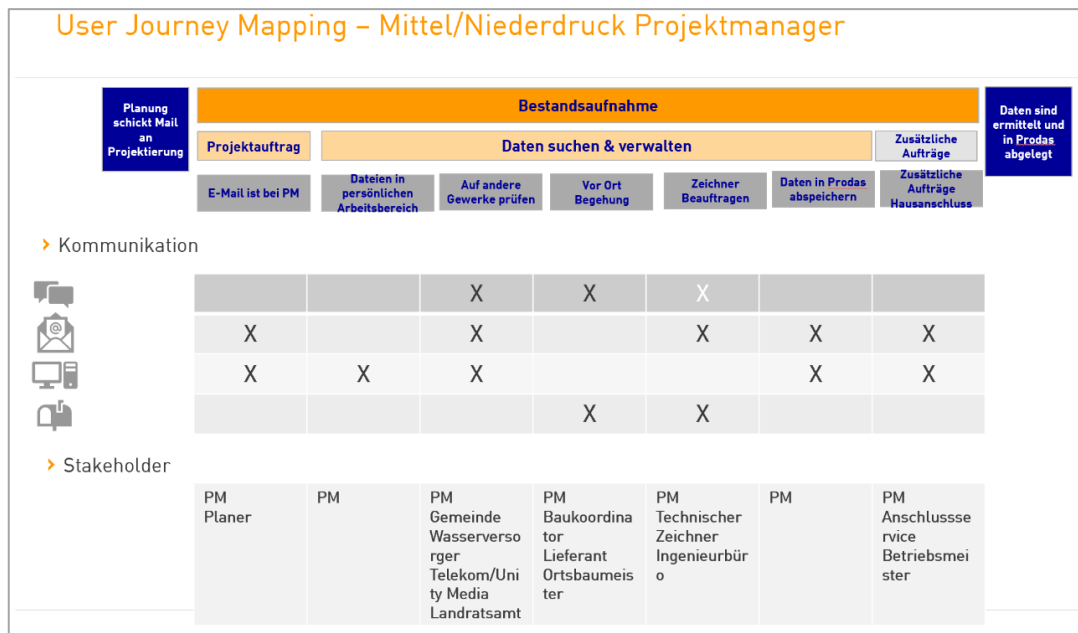 User Journey Mapping – Mittel/Niederdruck Projektmanager
Planung
schickt Mail
an
Projektierung
Bestandsaufnahme
Daten sind
ermittelt und
in Prodas
abgelegt
Projektauftrag
Daten suchen & verwalten
Zusätzliche
Aufträge
E-Mail ist bei PM
Dateien in
persönlichen
Arbeitsbereich
Auf andere
Gewerke prüfen
Vor Ort
Begehung
Zeichner
Beauftragen
Daten in Prodas
abspeichern
Zusätzliche
Aufträge
Hausanschluss
› Kommunikation
X X X
@ X X X X X
X X X X X
X X
› Stakeholder
PM
Planer
PM
PM
Gemeinde
Wasserverso
rger
Telekom/Uni
ty Media
Landratsamt
PM
Baukoordina
tor
Lieferant
Ortsbaumeis
ter
PM
Technischer
Zeichner
Ingenieurbür
o
PM
PM
Anschlussse
rvice
Betriebsmei
ster